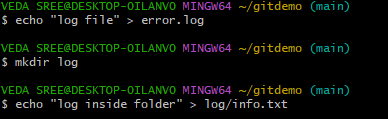 VEDA SREE@DESKTOP-OILANVO MINGW64 ~/gitdemo (main)
$ echo "log file" > error.log
VEDA SREE@DESKTOP-OILANVO MINGW64 ~/gitdemo (main)
$ mkdir log
VEDA SREE@DESKTOP-OILANVO MINGW64 ~/gitdemo (main)
$ echo "log inside folder" > log/info.txt